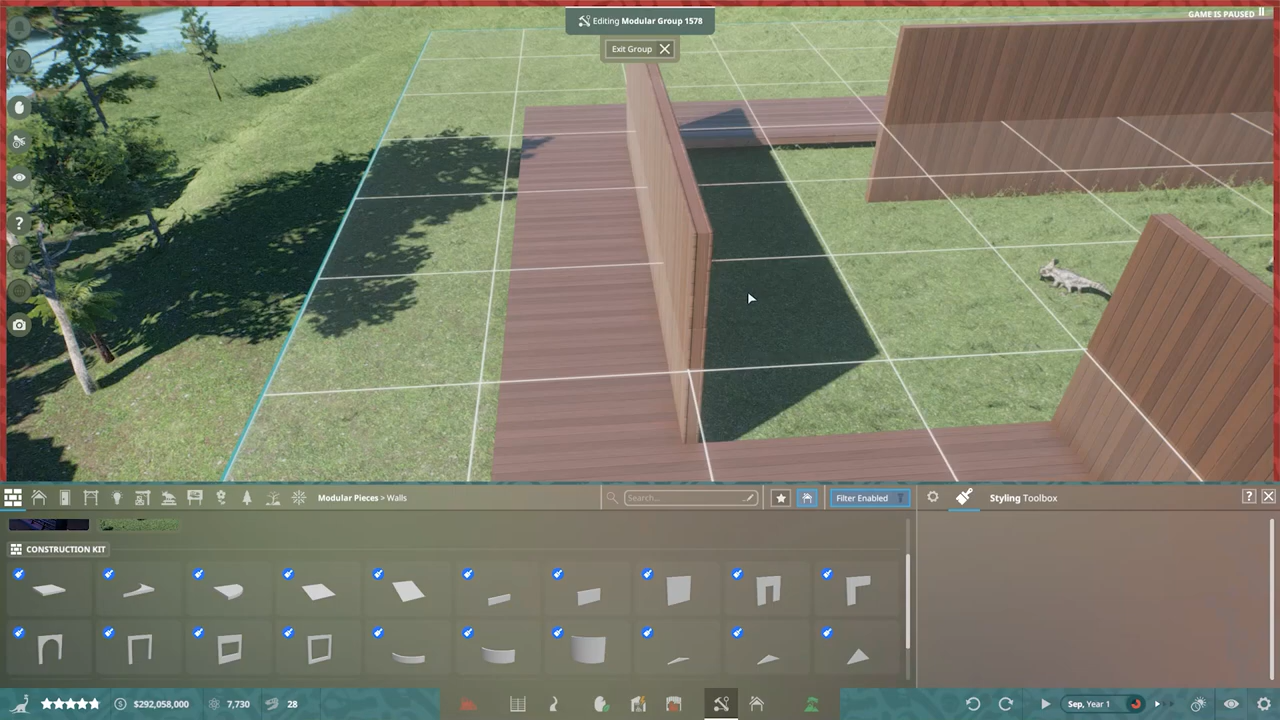 Editing Modular Group 1578
GAME IS PAUSED
Exit Group
?
Modular Pieces > Walls
Search...
Filter Enabled
Styling Toolbox
?
CONSTRUCTION KIT
$292,058,000
7,730
28
Sep, Year 1